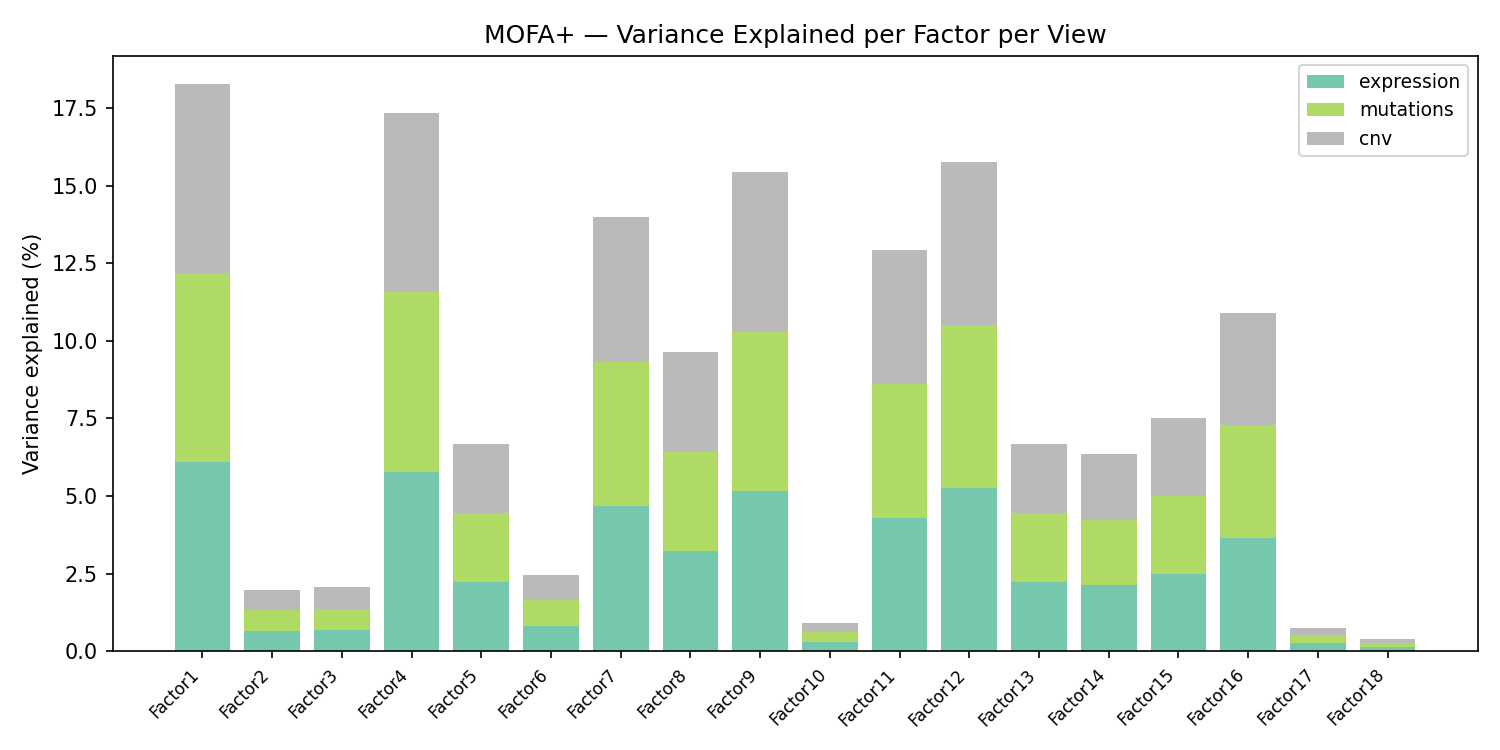 MOFA+ — Variance Explained per Factor per View
Variance explained (%)
17.5
15.0
12.5
10.0
7.5
5.0
2.5
0.0
expression
mutations
cnv
Factor1
Factor2
Factor3
Factor4
Factor5
Factor6
Factor7
Factor8
Factor9
Factor10
Factor11
Factor12
Factor13
Factor14
Factor15
Factor16
Factor17
Factor18